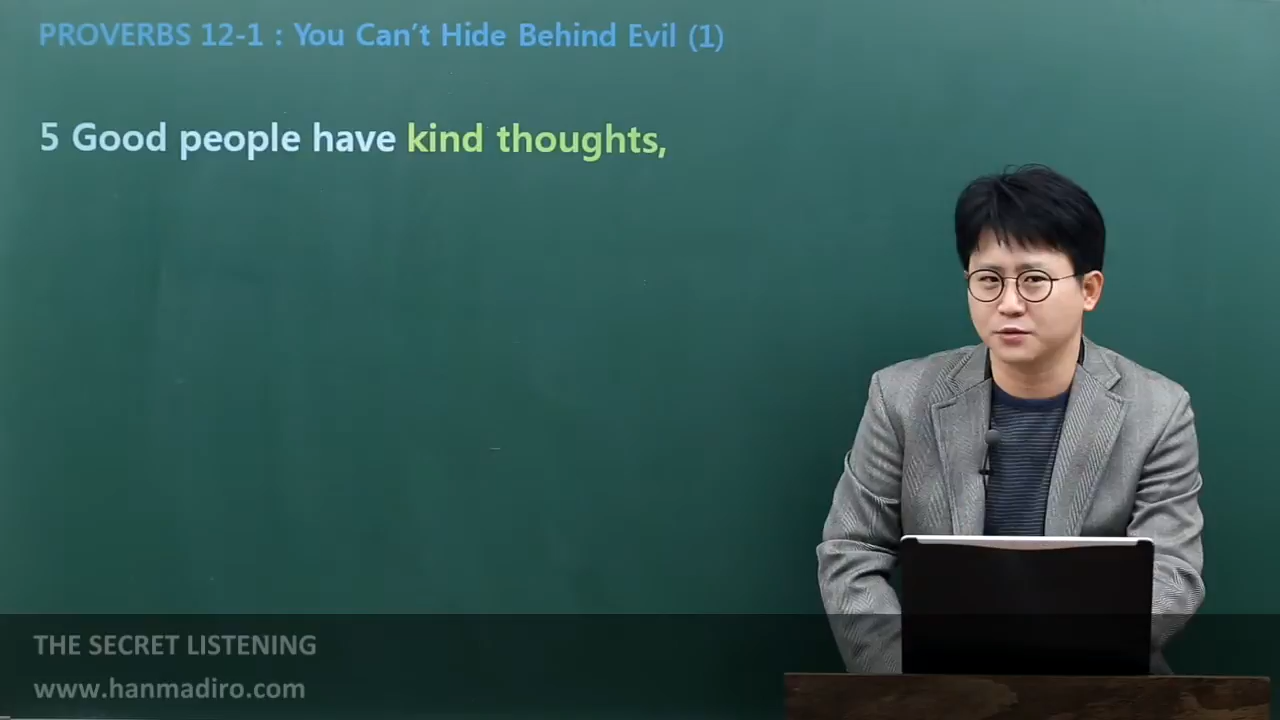 PROVERBS 12-1 : You Can't Hide Behind Evil (1)
5 Good people have kind thoughts,
THE SECRET LISTENING
www.hanmadiro.com